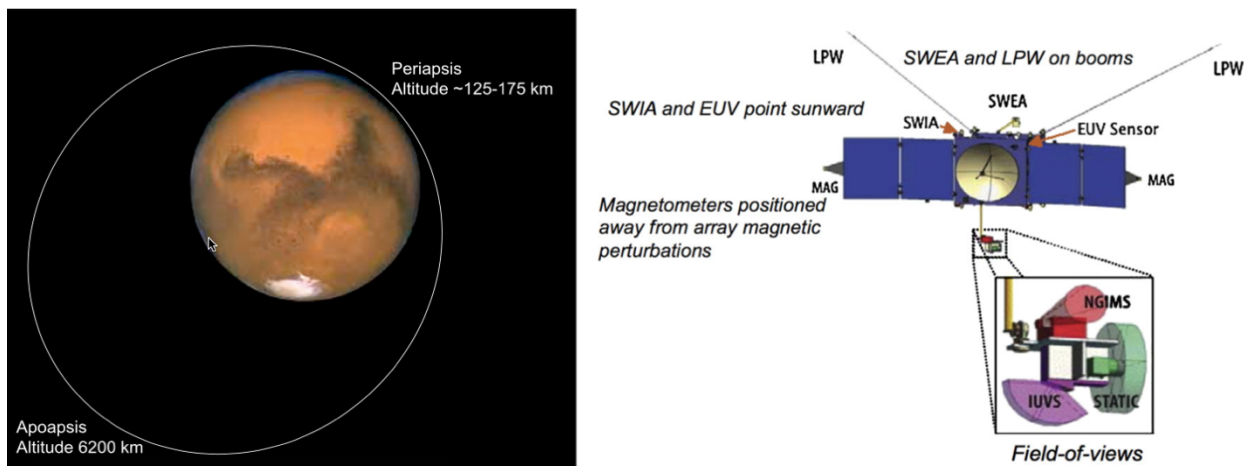 Periapsis
Altitude ~125-175 km
Apoapsis
Altitude 6200 km
LPW
SWEA and LPW on booms
LPW
SWIA and EUV point sunward
SWEA
SWIA
EUV Sensor
MAG
MAG
Magnetometers positioned
away from array magnetic
perturbations
NGIMS
IUVS
STATIC
Field-of-views